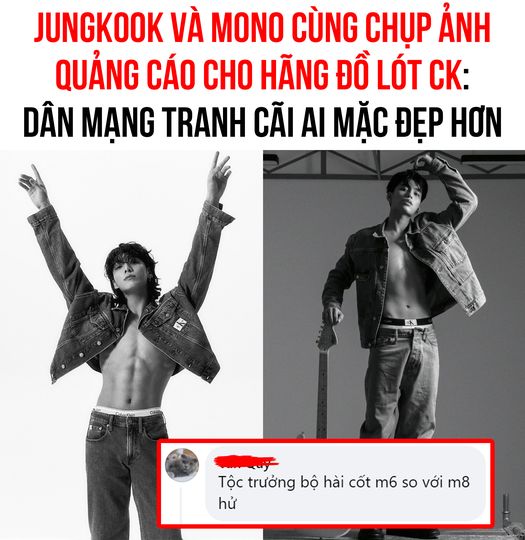 JUNGKOOK VÀ MONO CÙNG CHỤP ẢNH
QUẢNG CÁO CHO HÃNG ĐỒ LÓT CK:
DÂN MẠNG TRANH CÃI AI MẶC ĐẸP HƠN
Tộc trưởng bộ hài cốt m6 so với m8
hử